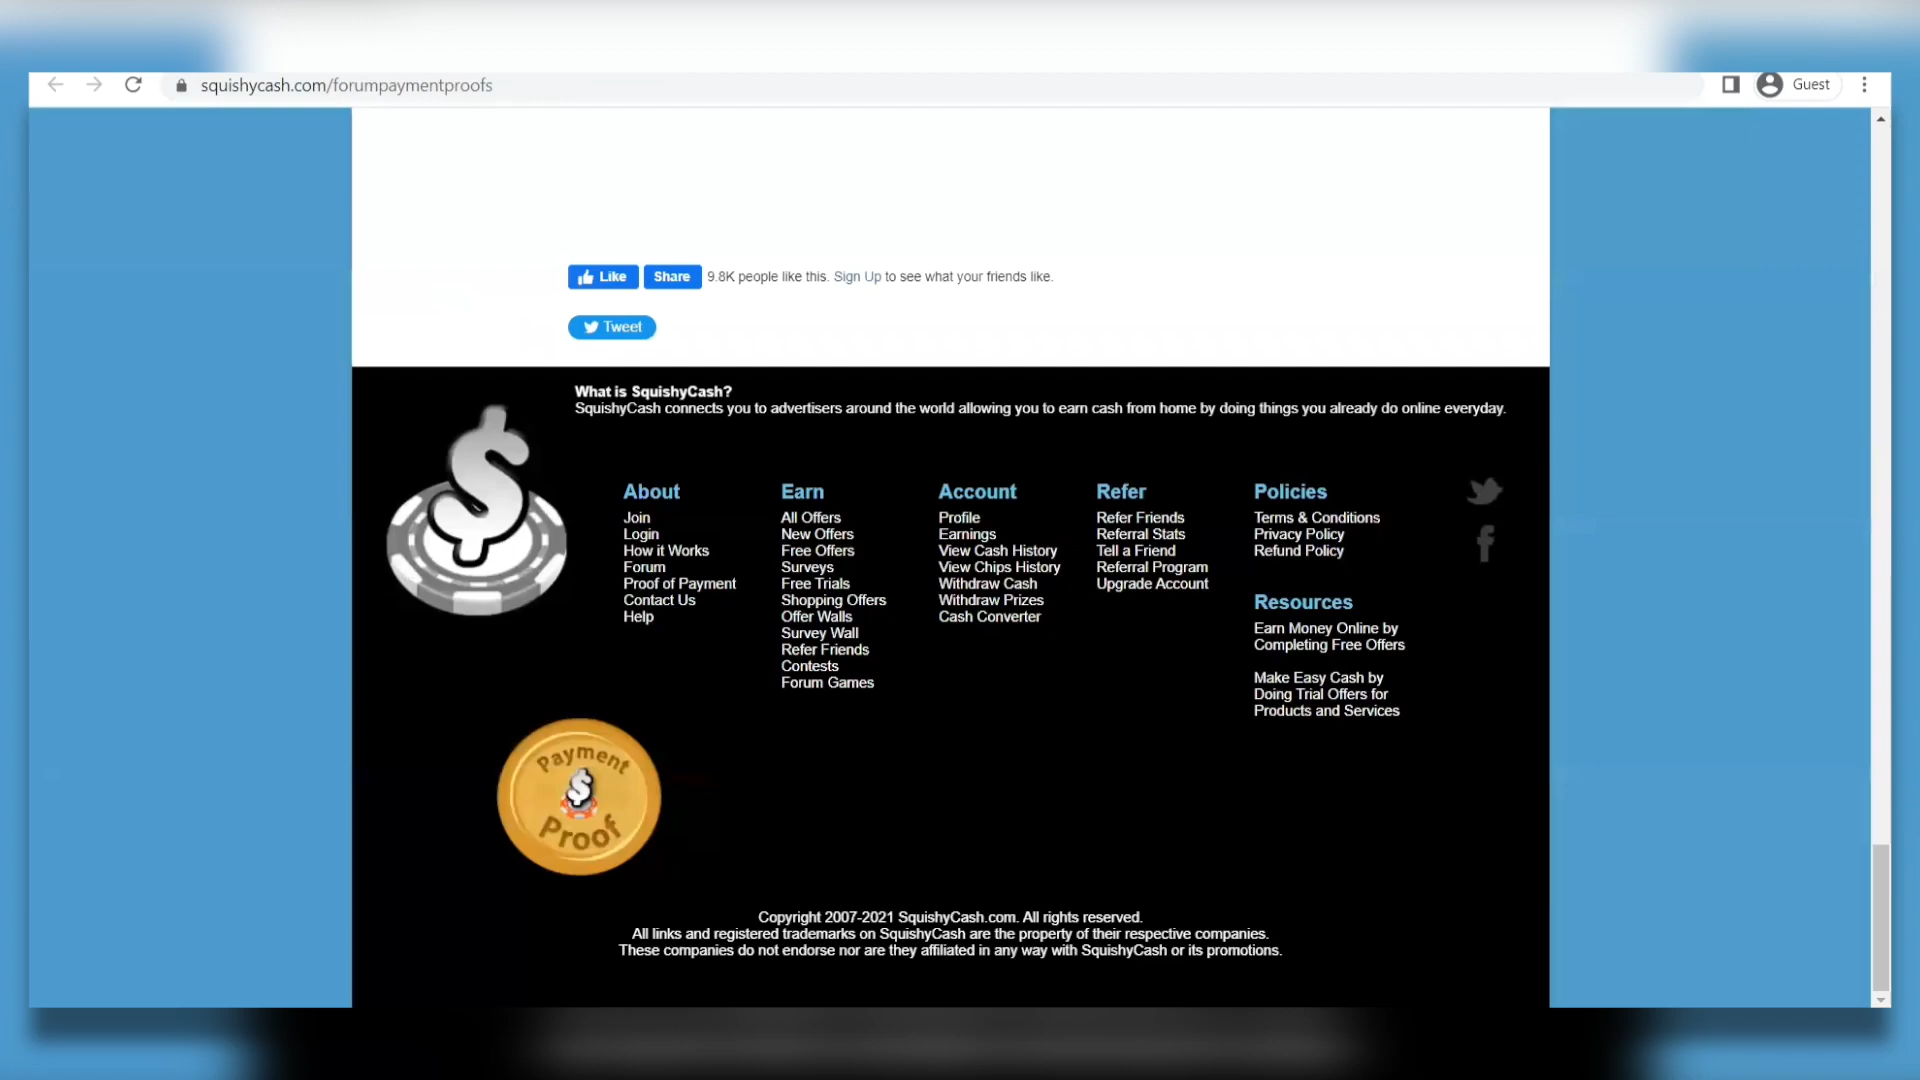 squishycash.com/forumpaymentproofs
Guest
Like Share 9.8K people like this. Sign Up to see what your friends like.
Tweet
What is SquishyCash?
SquishyCash connects you to advertisers around the world allowing you to earn cash from home by doing things you already do online everyday.
About
Join
Login
How it Works
Forum
Proof of Payment
Contact Us
Help
Earn
All Offers
New Offers
Free Offers
Surveys
Free Trials
Shopping Offers
Offer Walls
Survey Wall
Refer Friends
Contests
Forum Games
Account
Profile
Earnings
View Cash History
View Chips History
Withdraw Cash
Withdraw Prizes
Cash Converter
Refer
Refer Friends
Referral Stats
Tell a Friend
Referral Program
Upgrade Account
Policies
Terms & Conditions
Privacy Policy
Refund Policy
Resources
Earn Money Online by
Completing Free Offers
Make Easy Cash by
Doing Trial Offers for
Products and Services
Payment
$
Proof
Copyright 2007-2021 SquishyCash.com. All rights reserved.
All links and registered trademarks on SquishyCash are the property of their respective companies.
These companies do not endorse nor are they affiliated in any way with SquishyCash or its promotions.